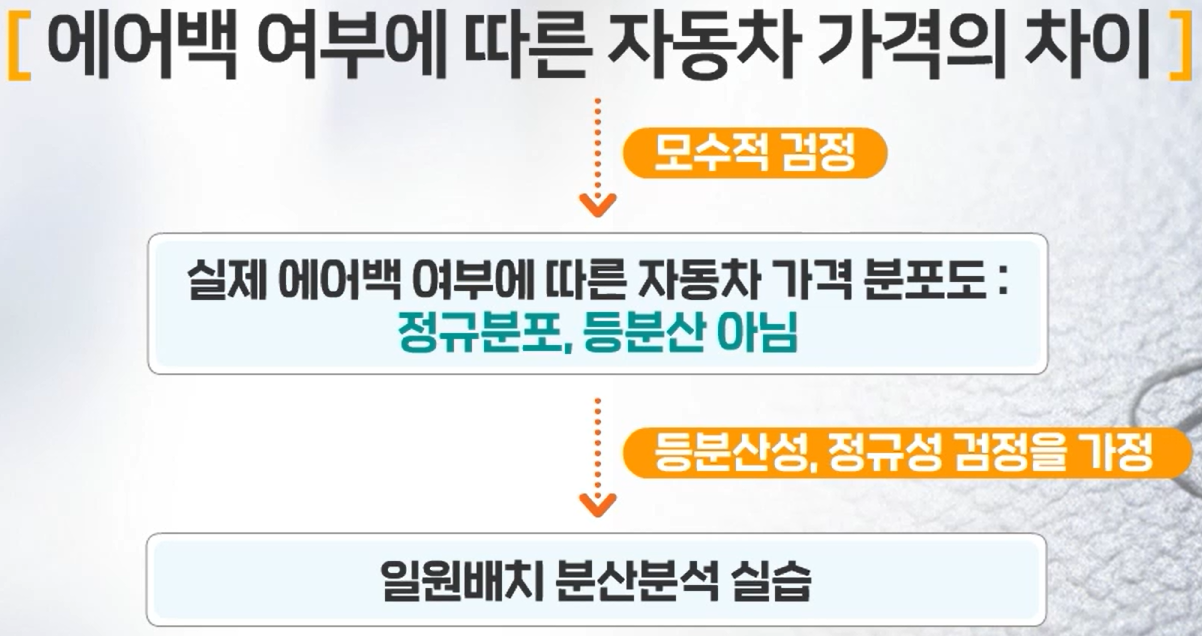 [ 에어백 여부에 따른 자동차 가격의 차이 ]
모수적 검정
실제 에어백 여부에 따른 자동차 가격 분포도 :
정규분포, 등분산 아님
등분산성, 정규성 검정을 가정
일원배치 분산분석 실습